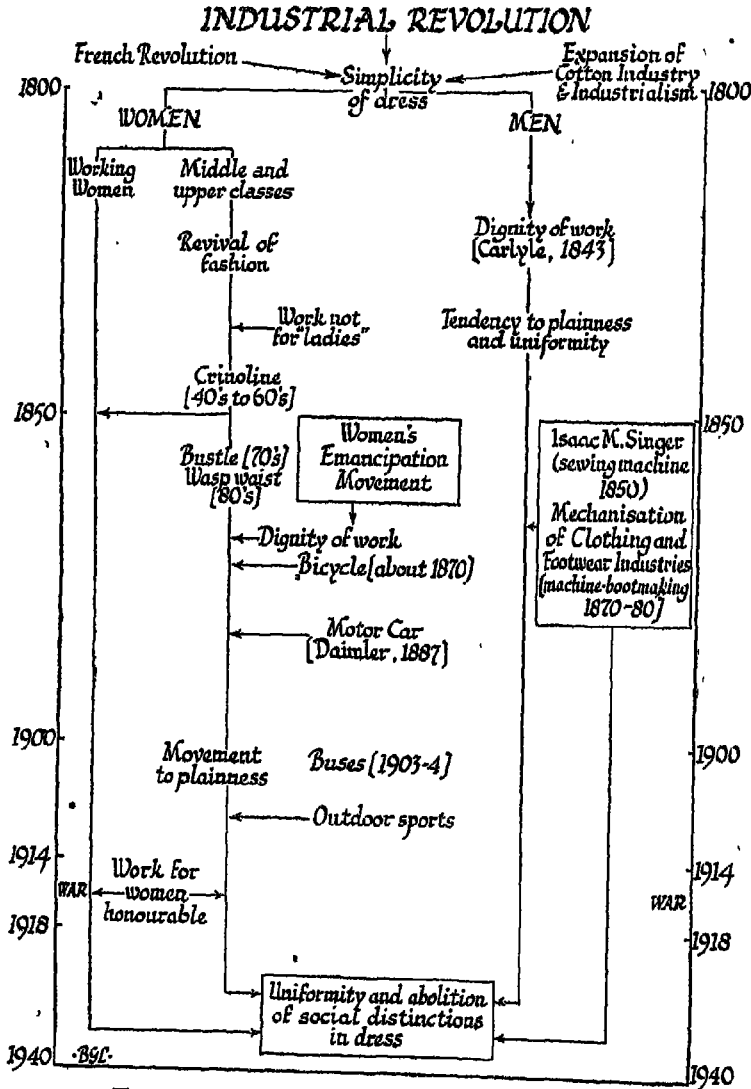 INDUSTRIAL REVOLUTION
French Revolution
Simplicity
of dress
Expansion of
Cotton Industry
& Industrialism
1800
1800
WOMEN
MEN
Working
Women
Middle and
upper classes
Revival of
fashion
Dignity of work
[Carlyle, 1843]
Work not
for "ladies"
Tendency to plainness
and uniformity
Crinoline
[40's to 60's]
1850
1850
Women's
Emancipation
Movement
Isaac M. Singer
(sewing machine
1850)
Mechanisation
of Clothing and
Footwear Industries
(machine-bootmaking
1870-80]
Bustle [70's]
Wasp waist
['80's]
Dignity of work
Bicycle [about 1870)
Motor Car
[Daimler, 1887]
1900
1900
Movement
to plainness
Buses [1903-4]
Outdoor sports
1914
1914
WAR
Work for
women
honourable
WAR
1918
1918
Uniformity and abolition
of social distinctions
in dress
1940
·BGL·
1940